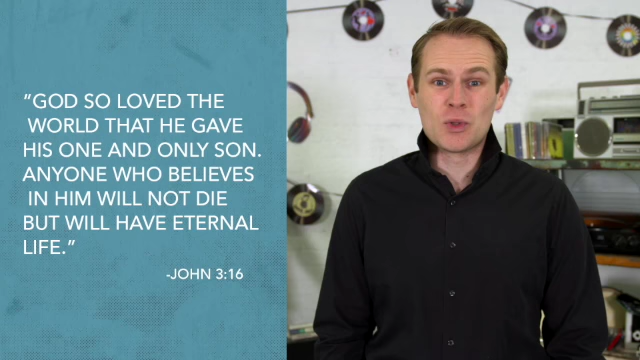 “GOD SO LOVED THE
WORLD THAT HE GAVE
HIS ONE AND ONLY SON.
ANYONE WHO BELIEVES
IN HIM WILL NOT DIE
BUT WILL HAVE ETERNAL
LIFE.”
-JOHN 3:16